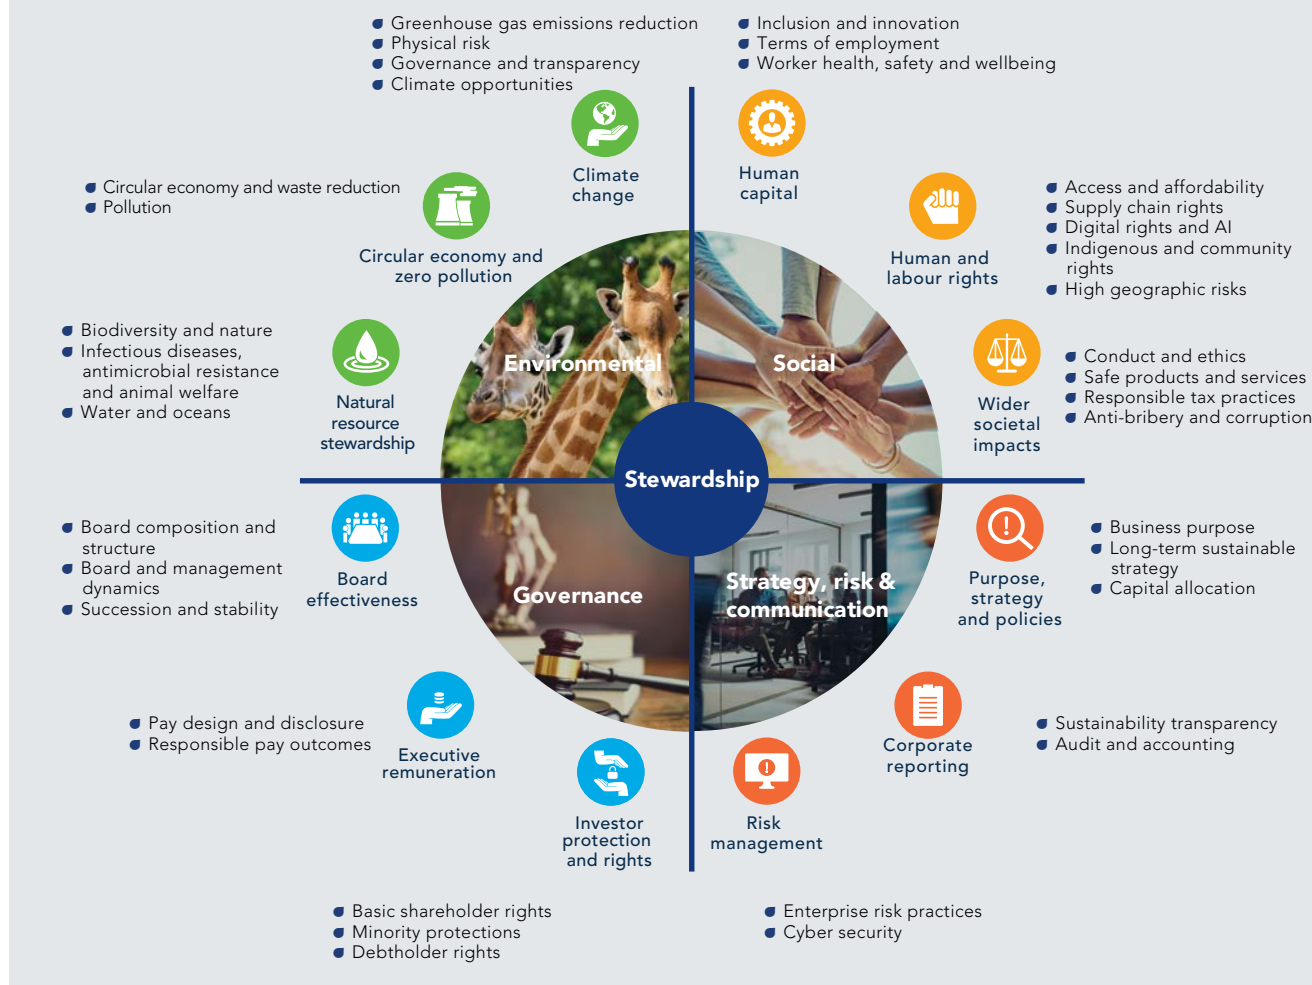 Greenhouse gas emissions reduction
Physical risk
Governance and transparency
Climate opportunities
Climate
change
Inclusion and innovation
Terms of employment
Worker health, safety and wellbeing
Human
capital
Circular economy and waste reduction
Pollution
Circular economy and
zero pollution
Access and affordability
Supply chain rights
Digital rights and AI
Indigenous and community
rights
High geographic risks
Human and
labour rights
Biodiversity and nature
Infectious diseases,
antimicrobial resistance
and animal welfare
Water and oceans
Natural
resource
stewardship
Environmental
Social
Conduct and ethics
Safe products and services
Responsible tax practices
Anti-bribery and corruption
Wider
societal
impacts
Stewardship
Board composition and
structure
Board and management
dynamics
Succession and stability
Board
effectiveness
Governance
Strategy, risk &
communication
Purpose,
strategy
and policies
Business purpose
Long-term sustainable
strategy
Capital allocation
Pay design and disclosure
Responsible pay outcomes
Executive
remuneration
Corporate
reporting
Sustainability transparency
Audit and accounting
Investor
protection
and rights
Risk
management
Basic shareholder rights
Minority protections
Debtholder rights
Enterprise risk practices
Cyber security